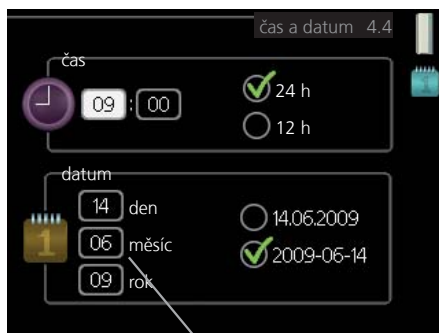 čas a datum 4.4
čas
09 : 00
24 h
12 h
datum
14 den
06 měsíc
09 rok
14.06.2009
2009-06-14
1